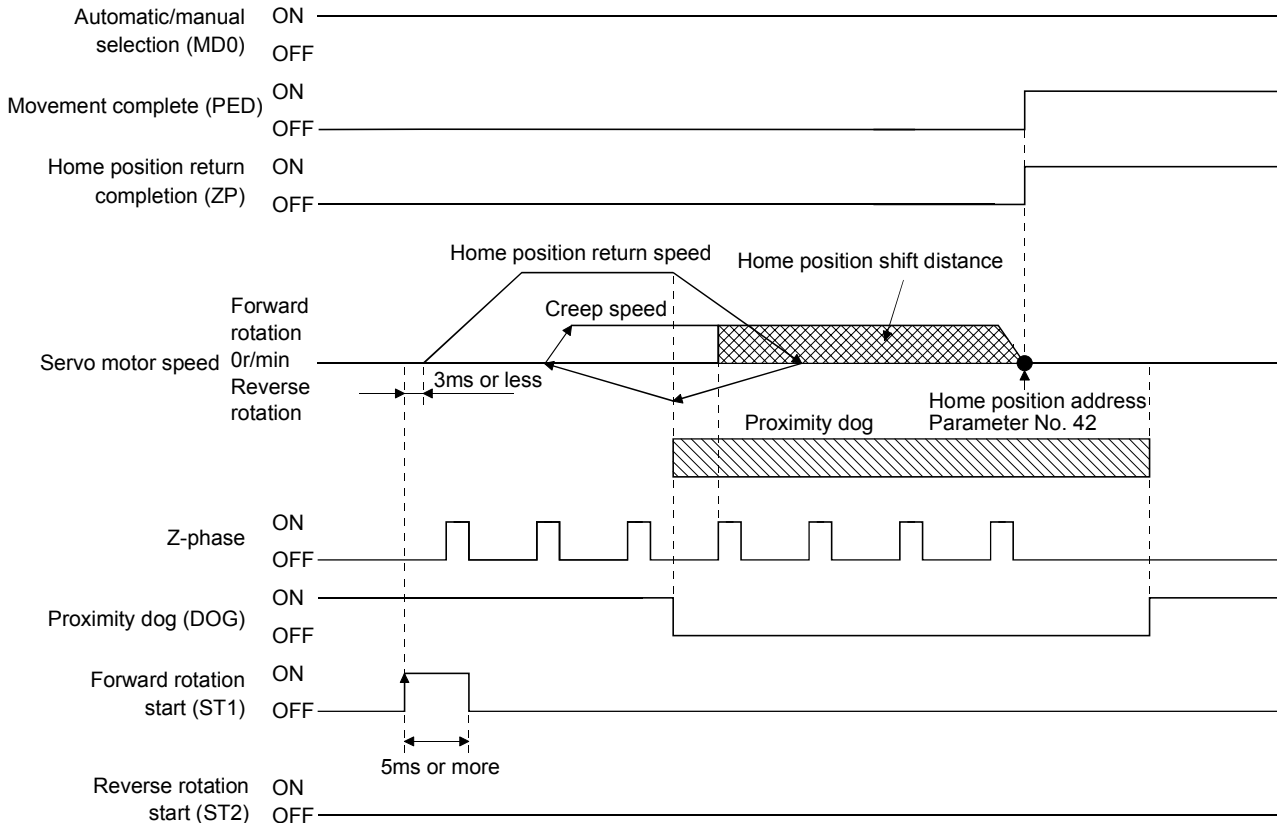 Automatic/manual
selection (MD0)
ON
OFF
Movement complete (PED)
ON
OFF
Home position return
completion (ZP)
ON
OFF
Home position return speed
Home position shift distance
Creep speed
Forward
rotation
Servo motor speed 0r/min
Reverse
rotation
3ms or less
Home position address
Parameter No. 42
Proximity dog
Z-phase
ON
OFF
Proximity dog (DOG)
ON
OFF
Forward rotation
start (ST1)
ON
OFF
5ms or more
Reverse rotation
start (ST2)
ON
OFF